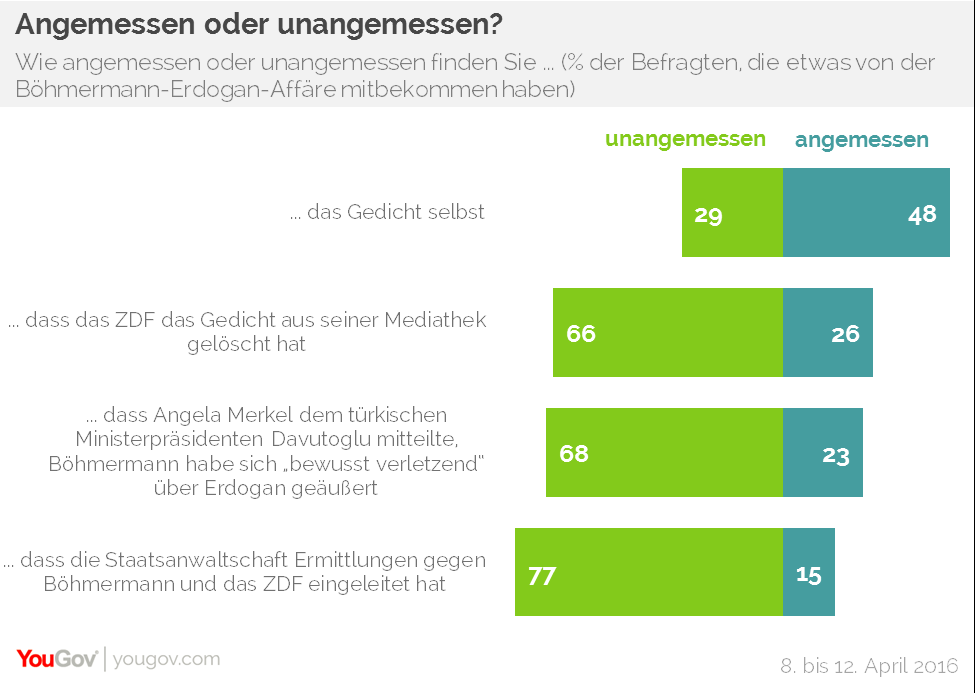 Angemessen oder unangemessen?
Wie angemessen oder unangemessen finden Sie ... (% der Befragten, die etwas von der
Böhmermann-Erdogan-Affäre mitbekommen haben)
unangemessen angemessen
... das Gedicht selbst
29 48
... dass das ZDF das Gedicht aus seiner Mediathek
gelöscht hat
66 26
... dass Angela Merkel dem türkischen
Ministerpräsidenten Davutoglu mitteilte,
Böhmermann habe sich „bewusst verletzend“
über Erdogan geäußert
68 23
... dass die Staatsanwaltschaft Ermittlungen gegen
Böhmermann und das ZDF eingeleitet hat
77 15
YouGov® | yougov.com
8. bis 12. April 2016